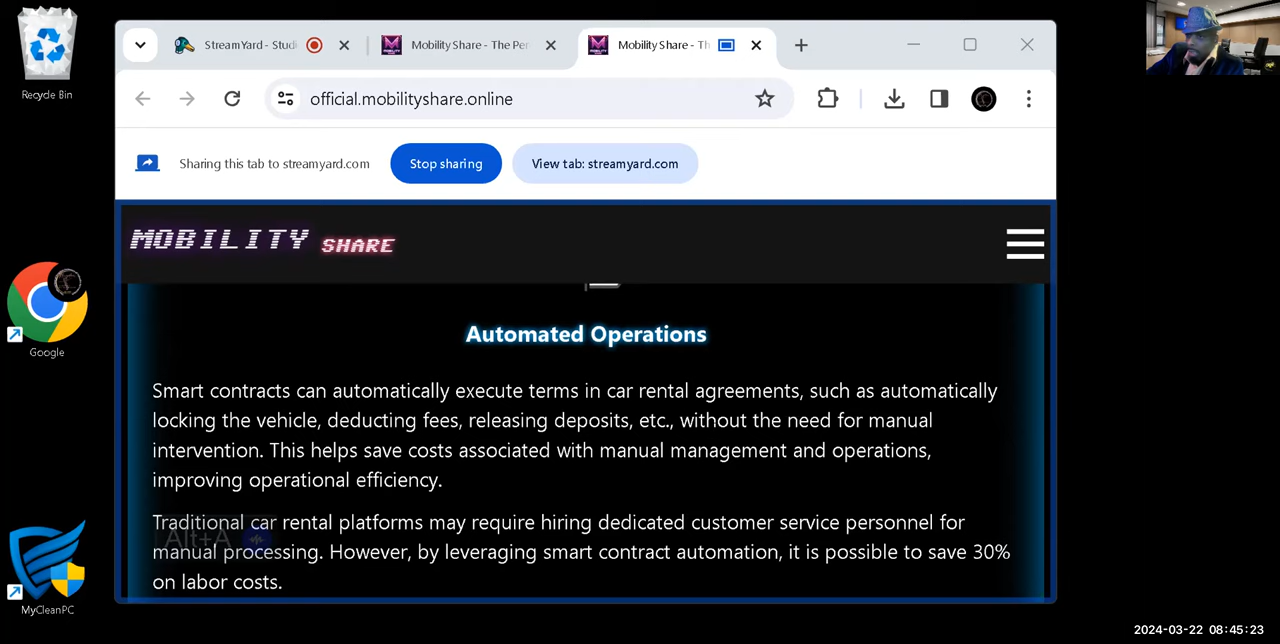 StreamYard - Studi
Mobility Share - The Per
Mobility Share - Th
official.mobilityshare.online
Sharing this tab to streamyard.com
Stop sharing
View tab: streamyard.com
MOBILITY SHARE
Automated Operations
Smart contracts can automatically execute terms in car rental agreements, such as automatically
locking the vehicle, deducting fees, releasing deposits, etc., without the need for manual
intervention. This helps save costs associated with manual management and operations,
improving operational efficiency.
Traditional car rental platforms may require hiring dedicated customer service personnel for
Alt+A
manual processing. However, by leveraging smart contract automation, it is possible to save 30%
on labor costs.
Recycle Bin
Google
MyCleanPC
2024-03-22 08:45:23